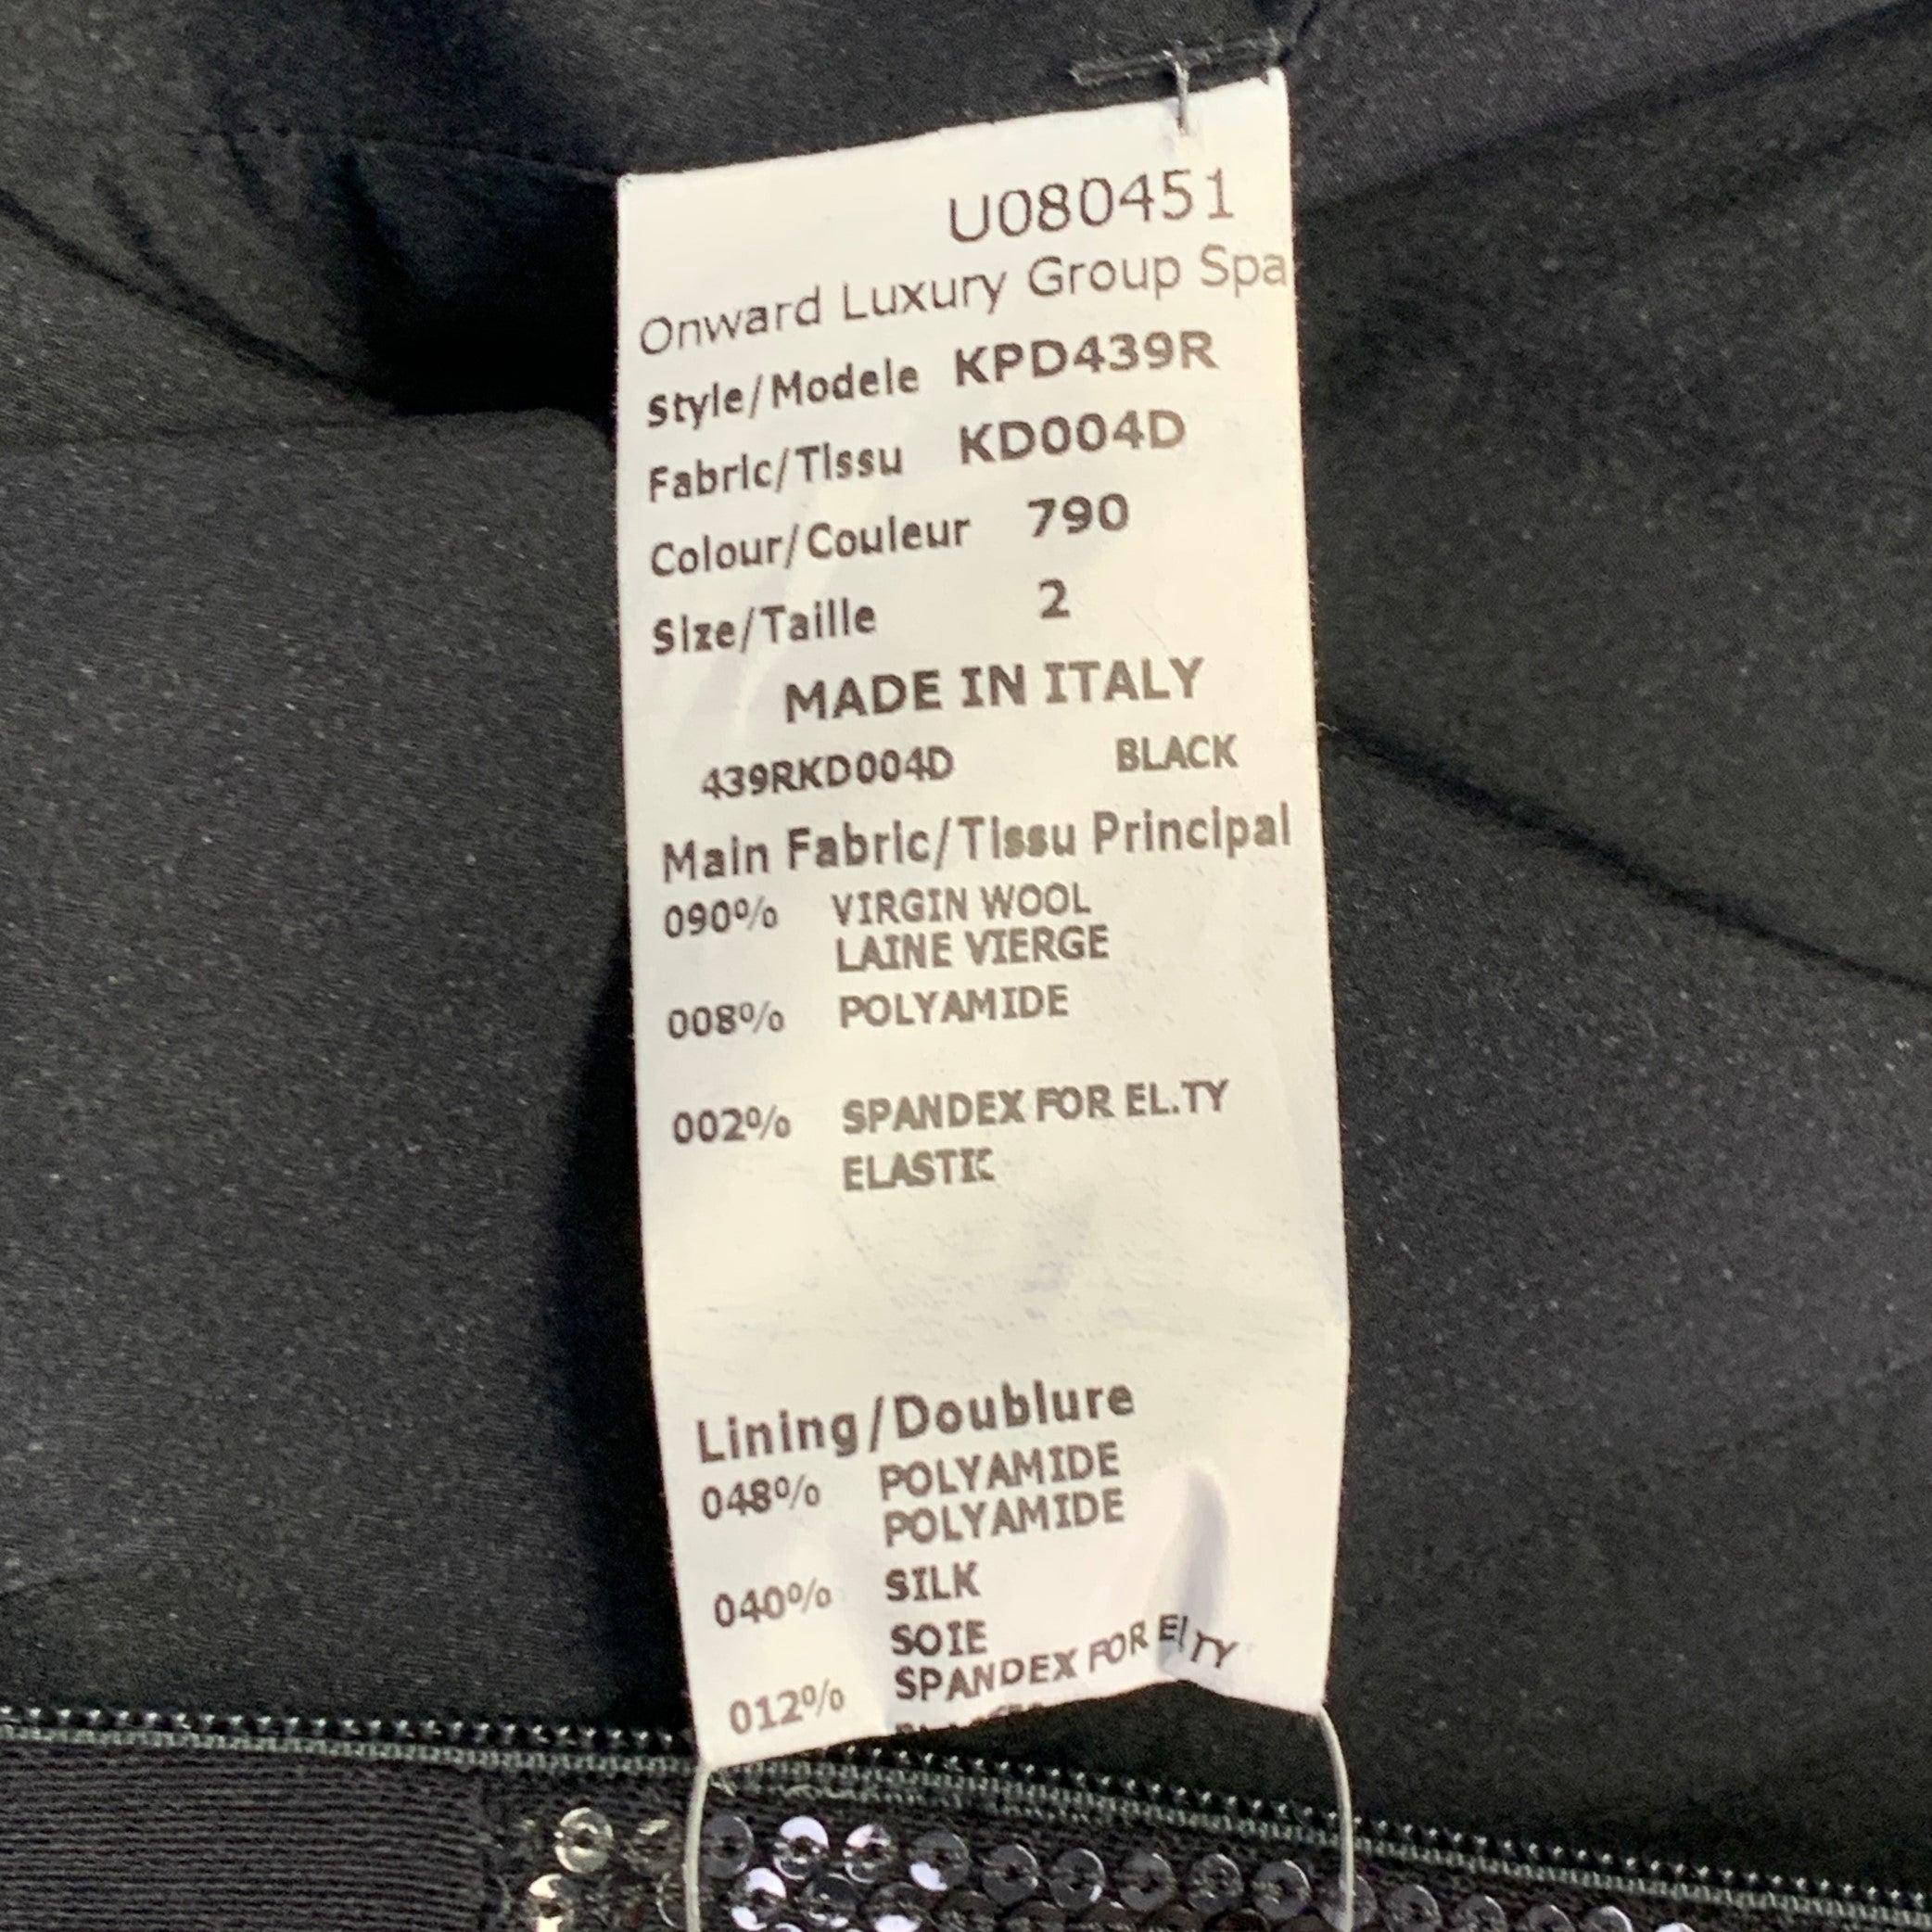 U080451
Onward Luxury Group Spa
Style/Modele KPD439R
Fabric/Tissu KD004D
Colour/Couleur 790
Size/Taille 2
MADE IN ITALY
439RKD004D BLACK
Main Fabric/Tissu Principal
090% VIRGIN WOOL
LAINE VIERGE
008% POLYAMIDE
002% SPANDEX FOR EL.TY
ELASTIC
Lining/Doublure
048% POLYAMIDE
POLYAMIDE
040% SILK
SOIE
012% SPANDEX FOR EL.TY